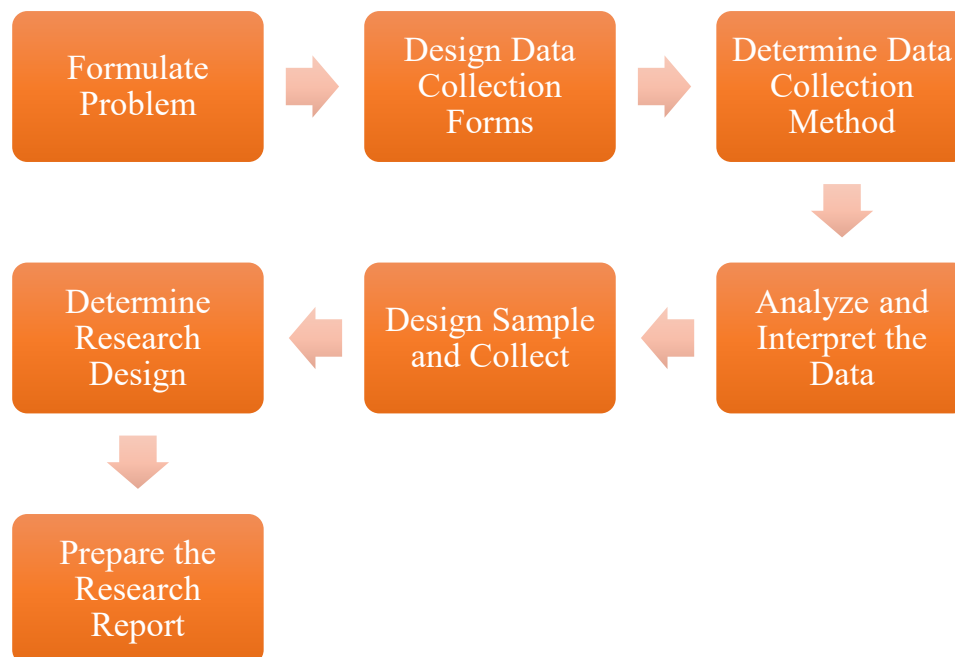 Formulate
Problem
Design Data
Collection
Forms
Determine Data
Collection
Method
Analyze and
Interpret the
Data
Design Sample
and Collect
Determine
Research
Design
Prepare the
Research
Report